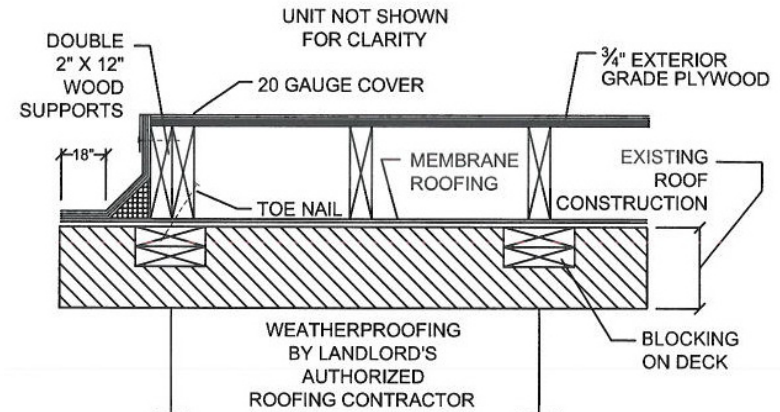 UNIT NOT SHOWN
FOR CLARITY
DOUBLE
2" X 12"
WOOD
SUPPORTS
20 GAUGE COVER
3/4" EXTERIOR
GRADE PLYWOOD
18"
MEMBRANE
ROOFING
EXISTING
ROOF
CONSTRUCTION
TOE NAIL
WEATHERPROOFING
BY LANDLORD'S
AUTHORIZED
ROOFING CONTRACTOR
BLOCKING
ON DECK